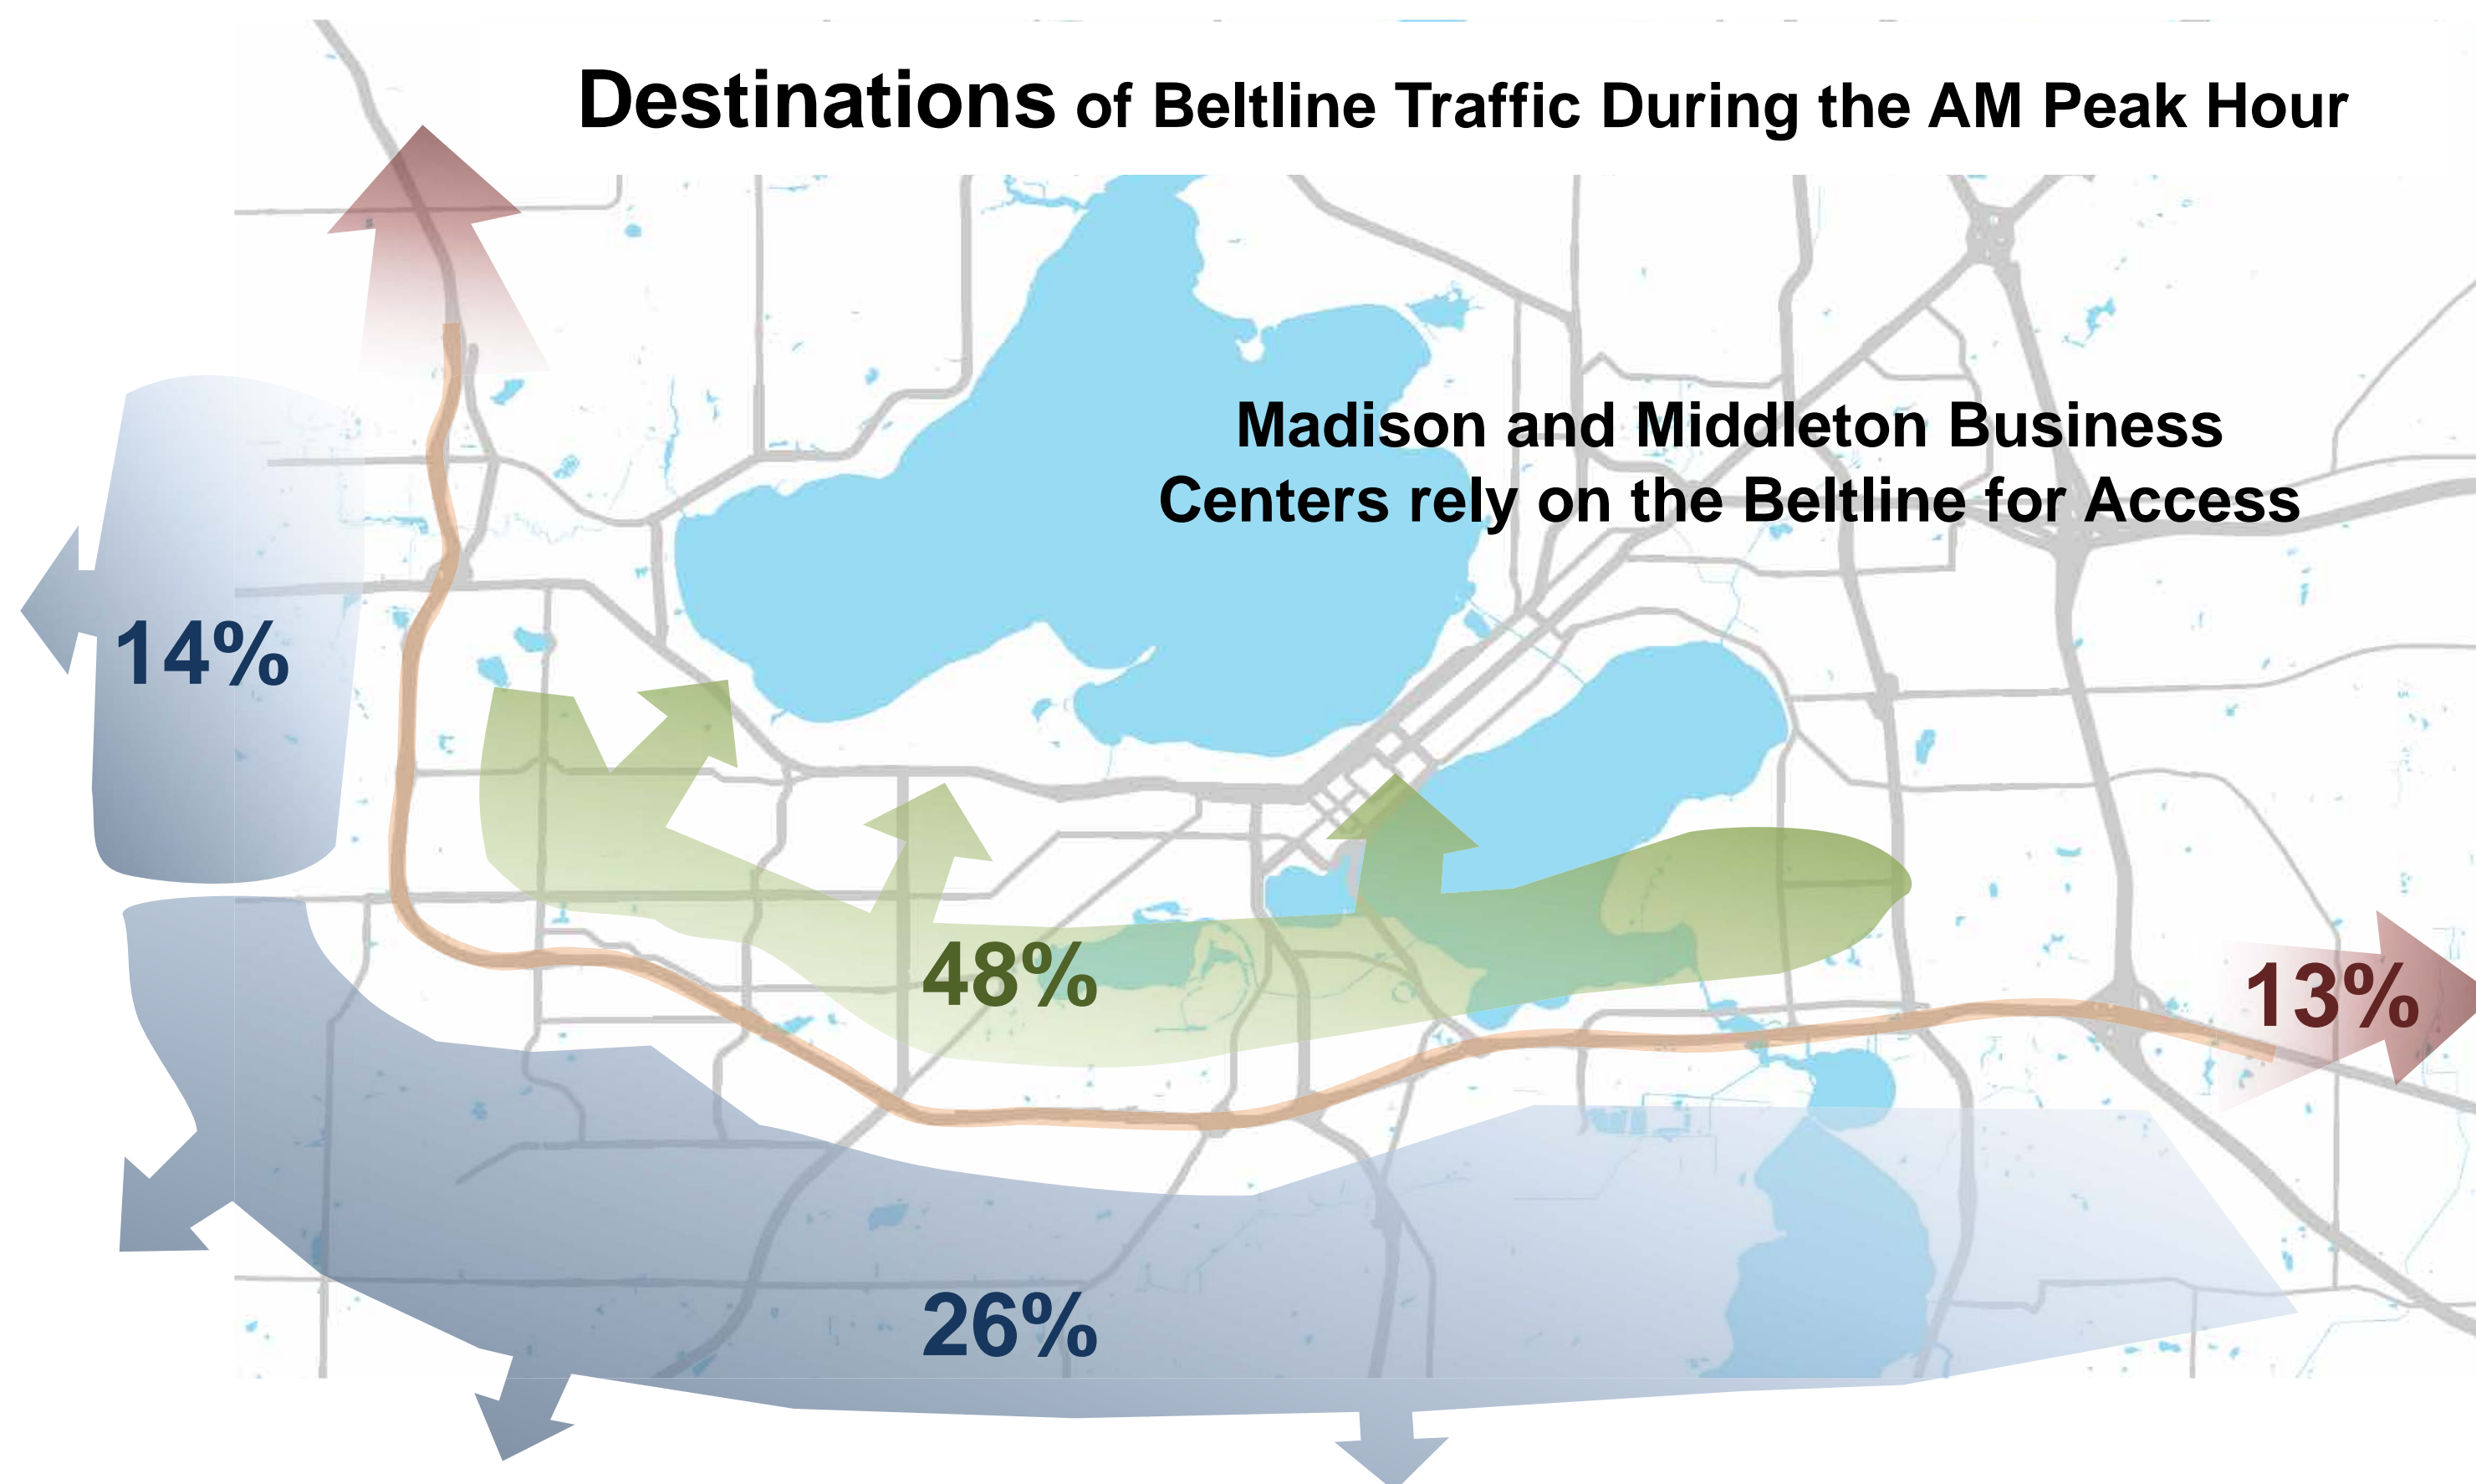 Destinations of Beltline Traffic During the AM Peak Hour
Madison and Middleton Business
Centers rely on the Beltline for Access
14%
48%
13%
26%